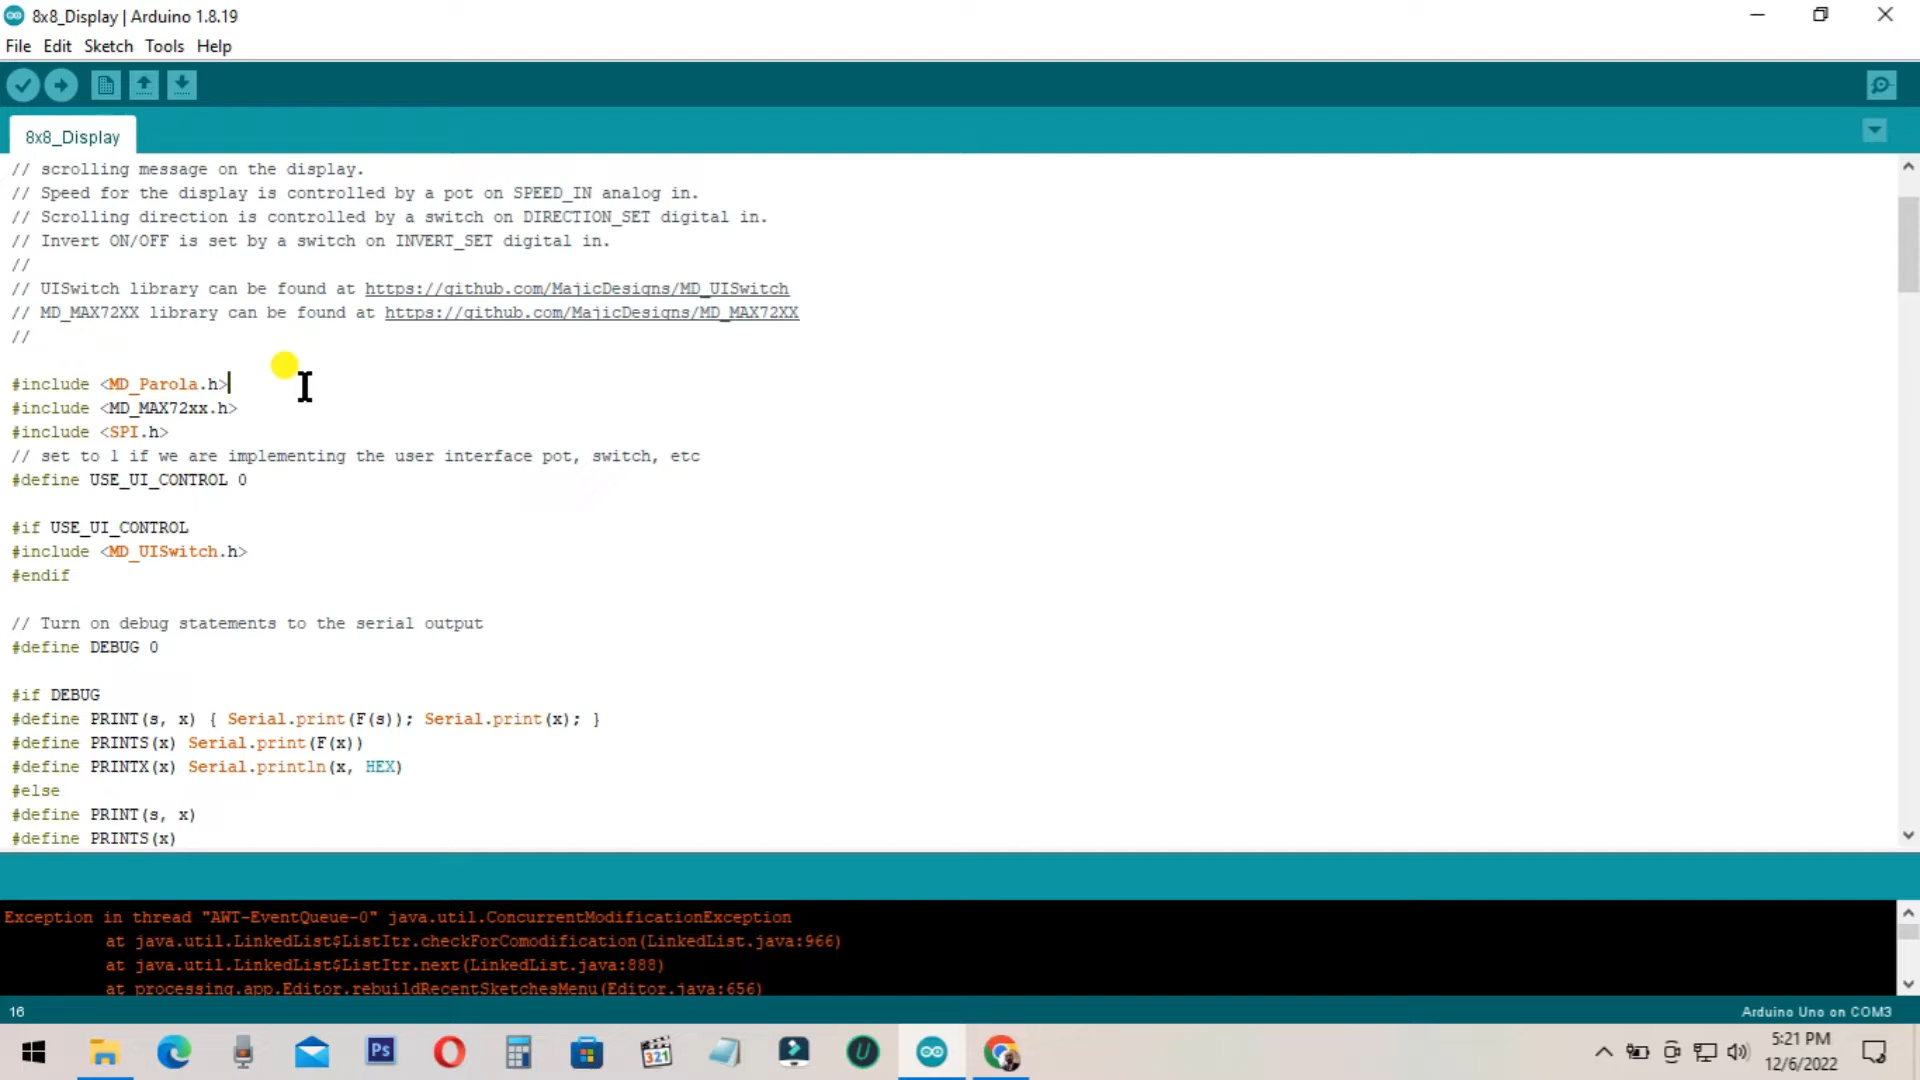 8x8_Display | Arduino 1.8.19
File Edit Sketch Tools Help
8x8_Display
// scrolling message on the display.
// Speed for the display is controlled by a pot on SPEED_IN analog in.
// Scrolling direction is controlled by a switch on DIRECTION_SET digital in.
// Invert ON/OFF is set by a switch on INVERT_SET digital in.
//
// UISwitch library can be found at https://github.com/MajicDesigns/MD_UISwitch
// MD_MAX72XX library can be found at https://github.com/MajicDesigns/MD_MAX72XX
//
#include <MD_Parola.h>
#include <MD_MAX72xx.h>
#include <SPI.h>
// set to 1 if we are implementing the user interface pot, switch, etc
#define USE_UI_CONTROL 0
#if USE_UI_CONTROL
#include <MD_UISwitch.h>
#endif
// Turn on debug statements to the serial output
#define DEBUG 0
#if DEBUG
#define PRINT(s, x) { Serial.print(F(s)); Serial.print(x); }
#define PRINTS(x) Serial.print(F(x))
#define PRINTX(x) Serial.println(x, HEX)
#else
#define PRINT(s, x)
#define PRINTS(x)
Exception in thread "AWT-EventQueue-0" java.util.ConcurrentModificationException
at java.util.LinkedList$ListItr.checkForComodification(LinkedList.java:966)
at java.util.LinkedList$ListItr.next(LinkedList.java:888)
at processing.app.Editor.rebuildRecentSketchesMenu(Editor.java:656)
16
Arduino Uno on COM3
Ps
321
U
5:21 PM
12/6/2022